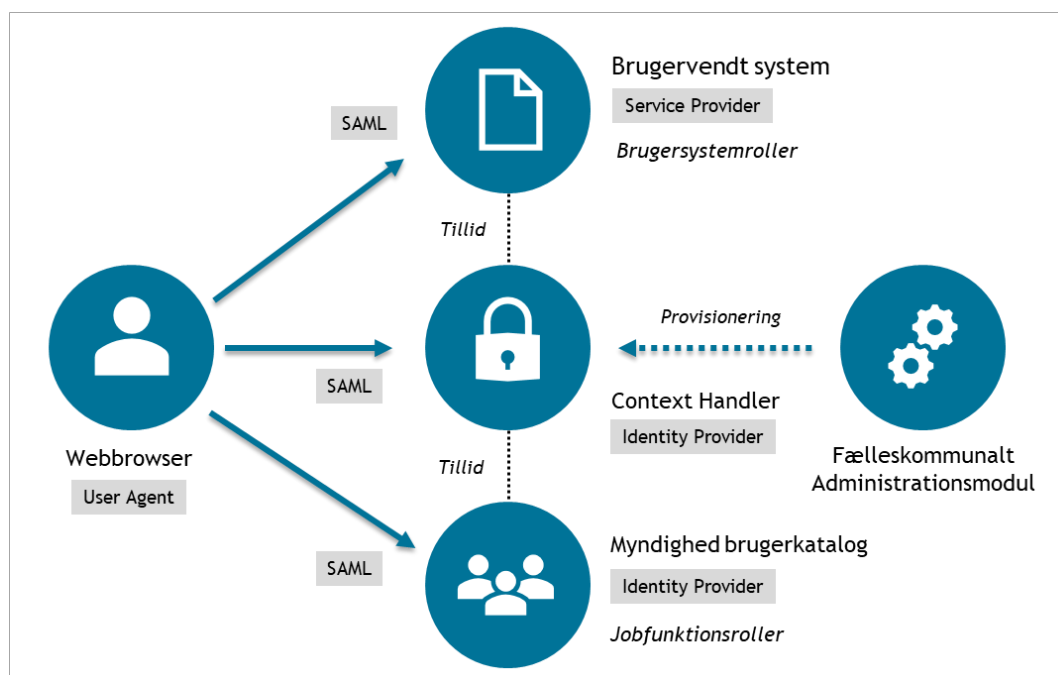 Brugervendt system
Service Provider
Brugersystemroller
SAML
Tillid
Provisionering
SAML
Context Handler
Identity Provider
Webbrowser
User Agent
Tillid
Fælleskommunalt
Administrationsmodul
SAML
Myndighed brugerkatalog
Identity Provider
Jobfunktionsroller